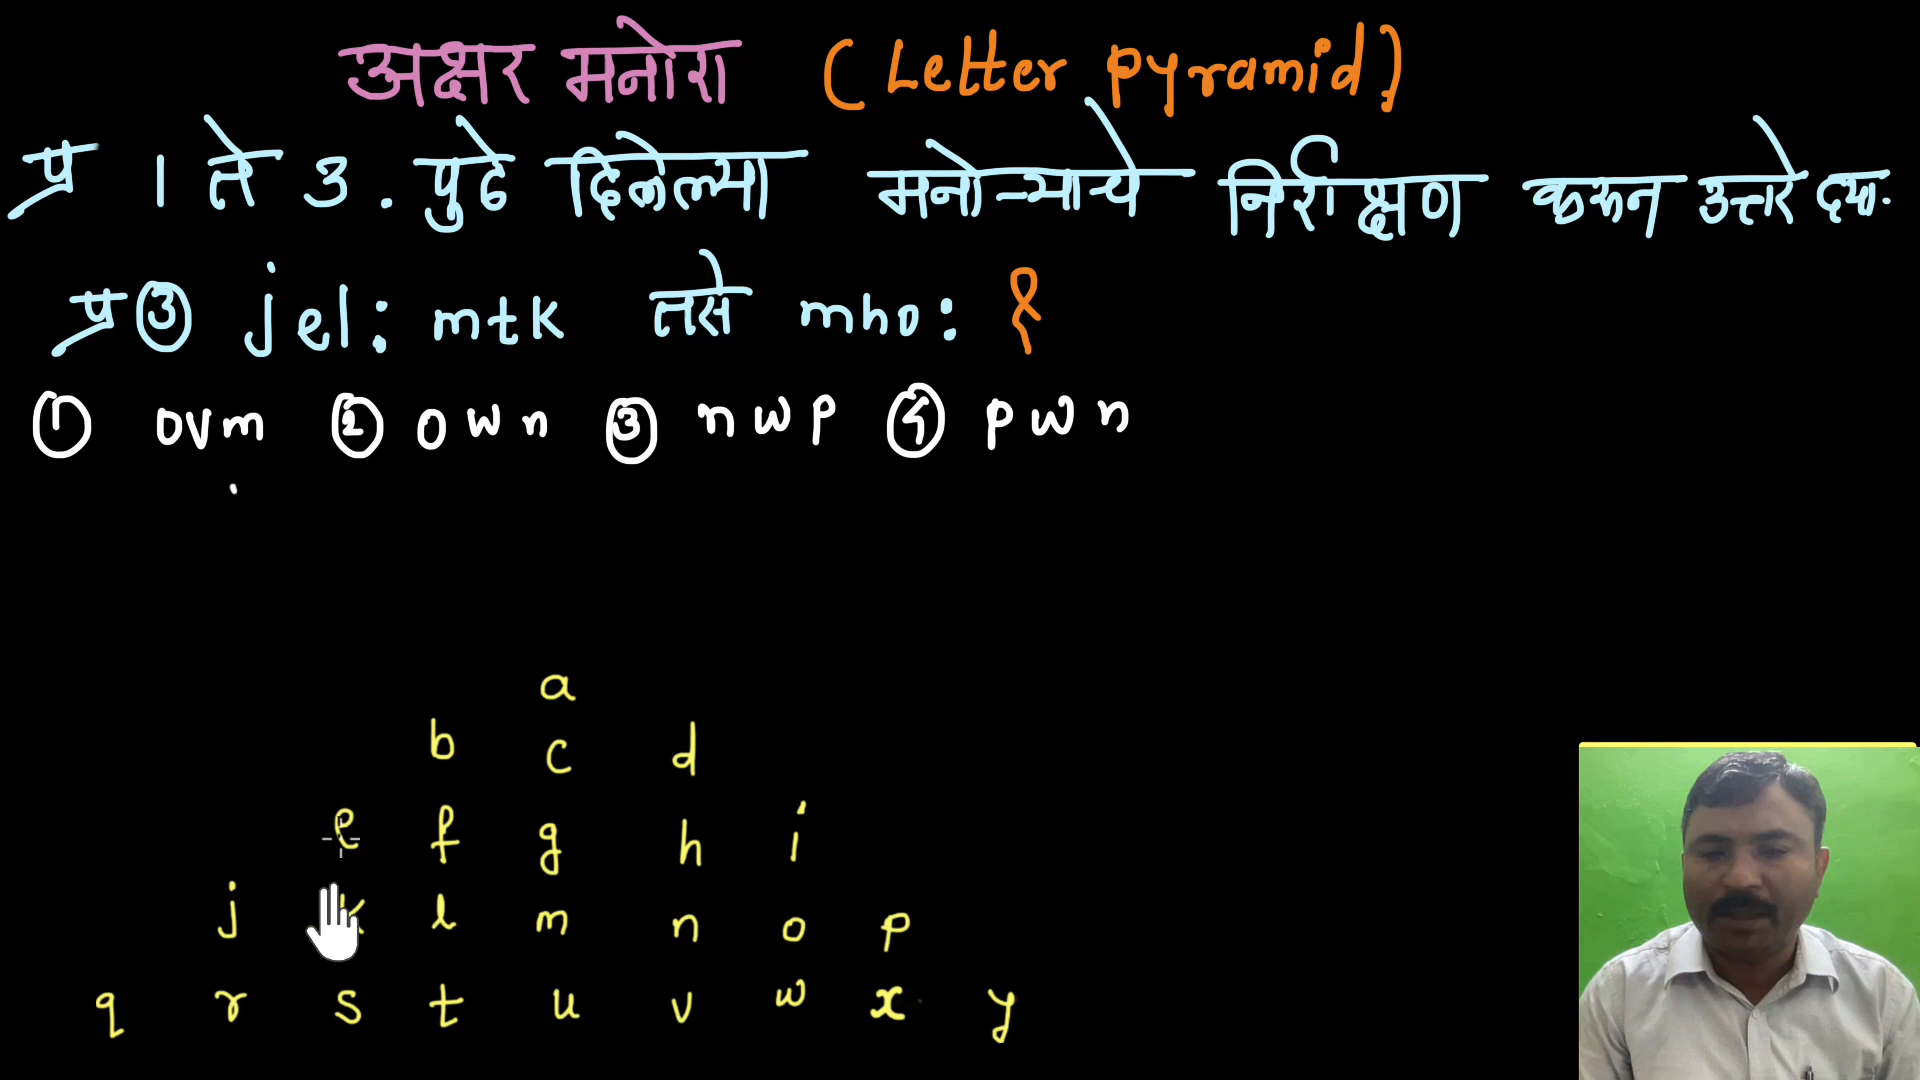 अक्षर मनोरा (Letter pyramid)
प्र 1 ते 3. पुढे दिलेल्या मनोऱ्याचे निरीक्षण करून उत्तरे द्या.
प्र ③ jel: mtk तसे mho: ?
① ovm ② own ③ nwp ④ pwn
a
b c d
e f g h i
j k l m n o p
q r s t u v w x y